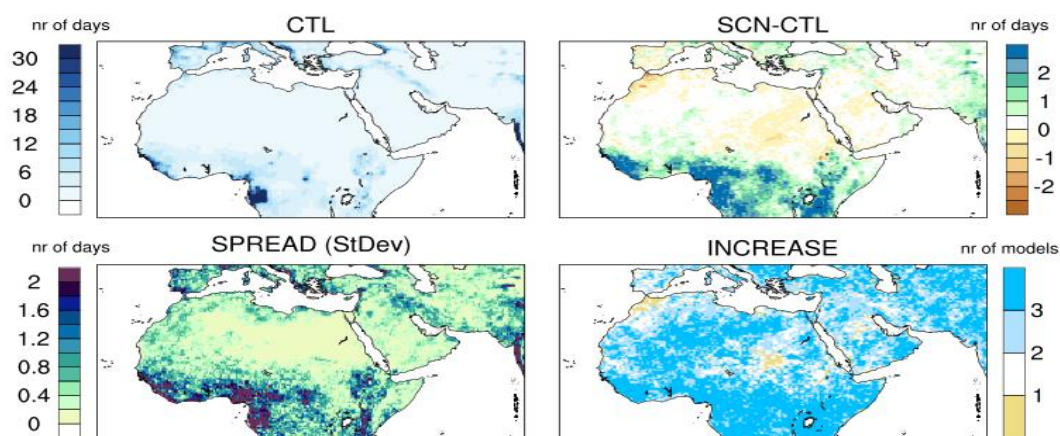 nr of days
CTL
30
24
18
12
6
0
SCN-CTL
nr of days
2
1
0
-1
-2
nr of days
SPREAD (StDev)
2
1.6
1.2
0.8
0.4
0
INCREASE
nr of models
3
2
1